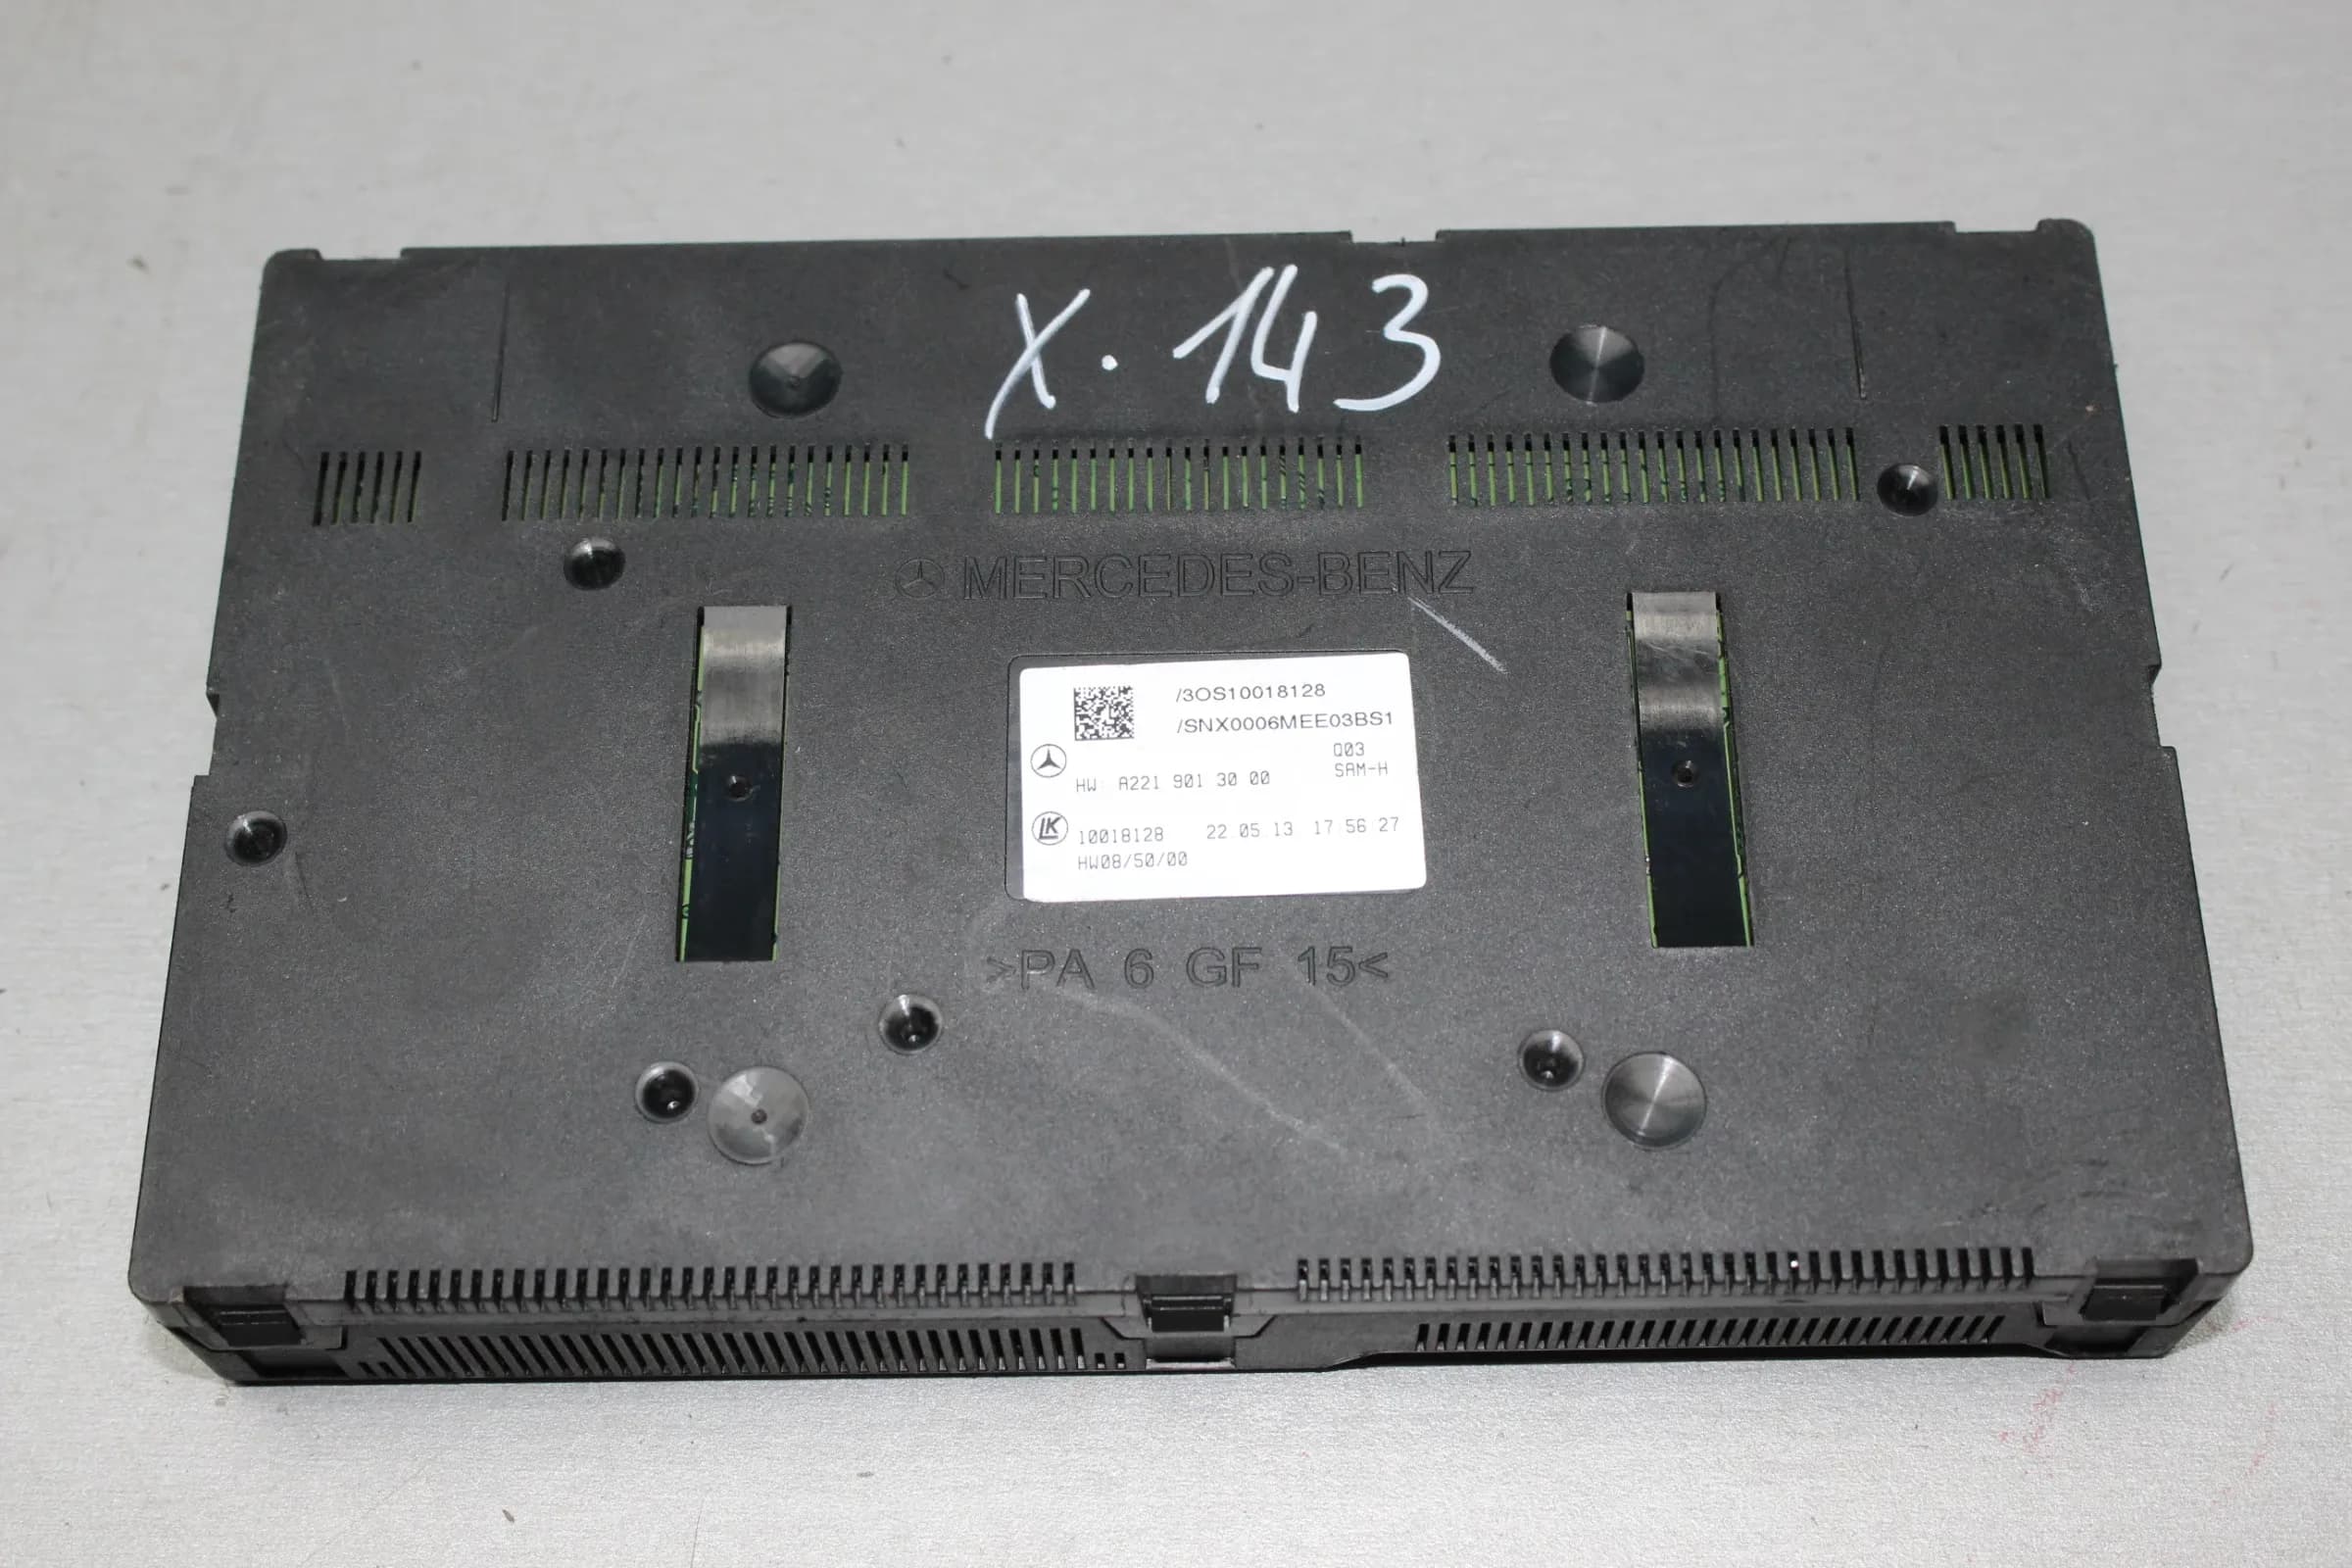 X.143
MERCEDES-BENZ
/3OS10018128
/SNX0006MEE03BS1
Q03
HW: A221 901 30 00 SAM-H
LK 10018128 22.05.13 17:56:27
HW08/50/00
>PA 6 GF 15<